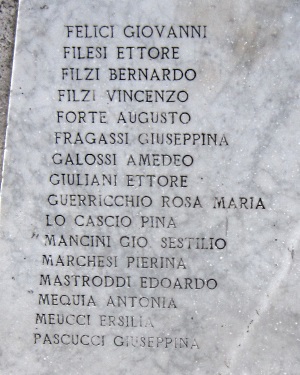 FELICI GIOVANNI
FILESI ETTORE
FILZI BERNARDO
FILZI VINCENZO
FORTE AUGUSTO
FRAGASSI GIUSEPPINA
GALOSSI AMEDEO
GIULIANI ETTORE
GUERRICCHIO ROSA MARIA
LO CASCIO PINA
MANCINI GIO SESTILIO
MARCHESI PIERINA
MASTRODDI EDOARDO
MEQUIA ANTONIA
MEUCCI ERSILIA
PASCUCCI GIUSEPPINA